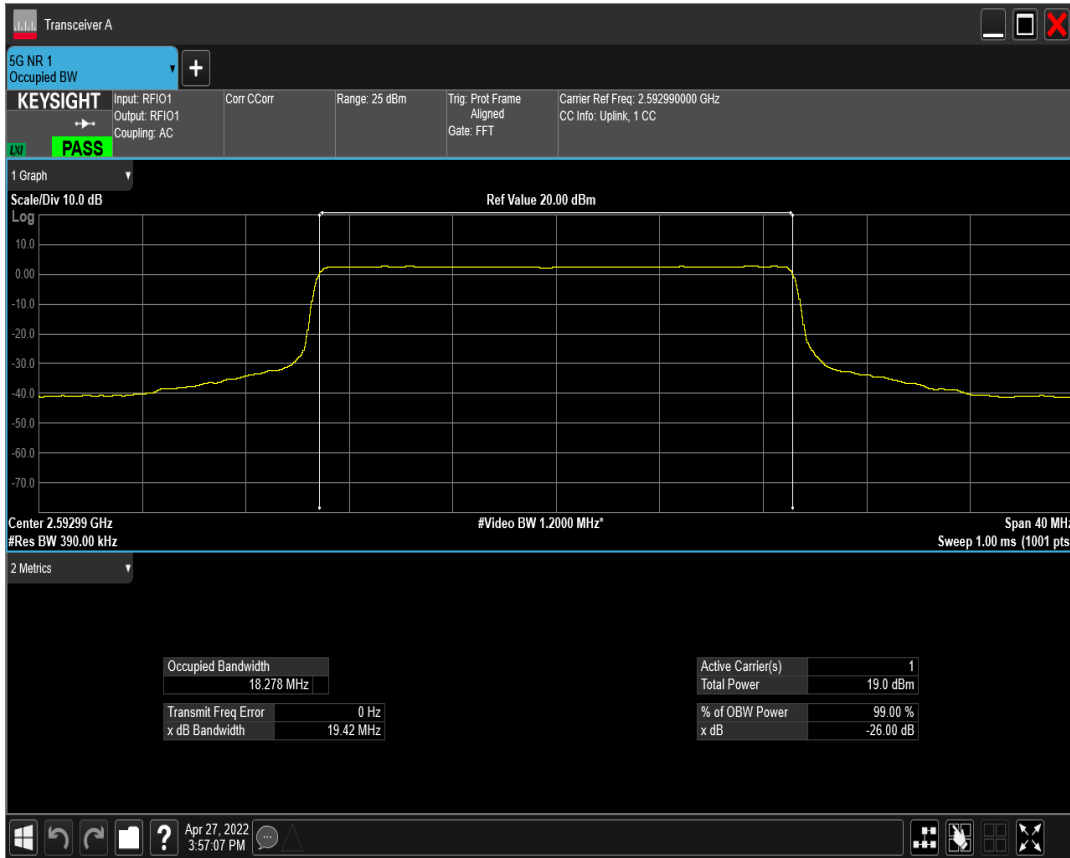 Transceiver A
5G NR 1
Occupied BW
KEYSIGHT
LXI
PASS
Input: RFIO1
Output: RFIO1
Coupling: AC
Corr CCorr
Range: 25 dBm
Trig: Prot Frame
Aligned
Gate: FFT
Carrier Ref Freq: 2.592990000 GHz
CC Info: Uplink, 1 CC
1 Graph
Scale/Div 10.0 dB
Ref Value 20.00 dBm
Log
10.0
0.00
-10.0
-20.0
-30.0
-40.0
-50.0
-60.0
-70.0
Center 2.59299 GHz
#Video BW 1.2000 MHz*
Span 40 MHz
#Res BW 390.00 kHz
Sweep 1.00 ms (1001 pts
2 Metrics
Occupied Bandwidth
18.278 MHz
Transmit Freq Error 0 Hz
x dB Bandwidth 19.42 MHz
Active Carrier(s) 1
Total Power 19.0 dBm
% of OBW Power 99.00 %
x dB -26.00 dB
?
Apr 27, 2022
3:57:07 PM